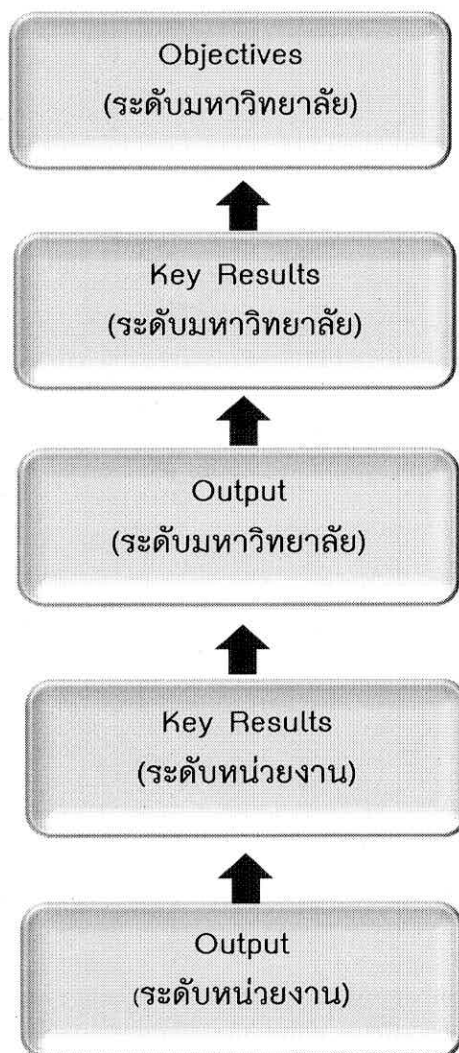 Objectives
(ระดับมหาวิทยาลัย)
Key Results
(ระดับมหาวิทยาลัย)
Output
(ระดับมหาวิทยาลัย)
Key Results
(ระดับหน่วยงาน)
Output
(ระดับหน่วยงาน)